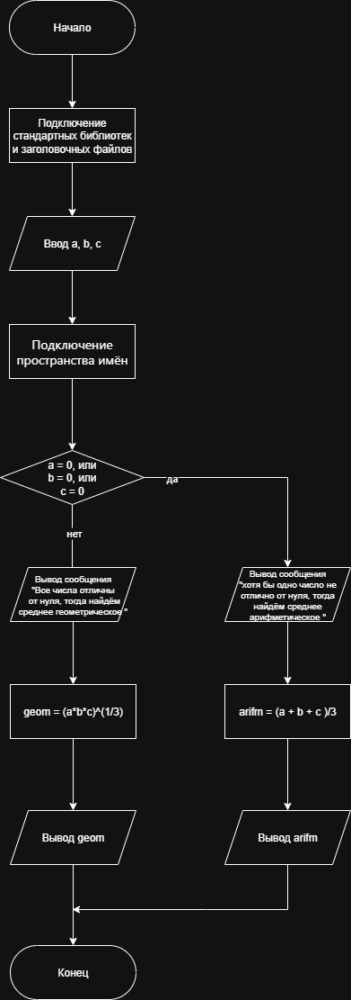 Начало
Подключение
стандартных библиотек
и заголовочных файлов
Ввод a, b, c
Подключение
пространства имён
a = 0, или
b = 0, или
c = 0
да
нет
Вывод сообщения
"Все числа отличны
от нуля, тогда найдём
среднее геометрическое "
Вывод сообщения
"хотя бы одно число не
отлично от нуля, тогда
найдём среднее
арифметическое "
geom = (a*b*c)^(1/3)
arifm = (a + b + c )/3
Вывод geom
Вывод arifm
Конец